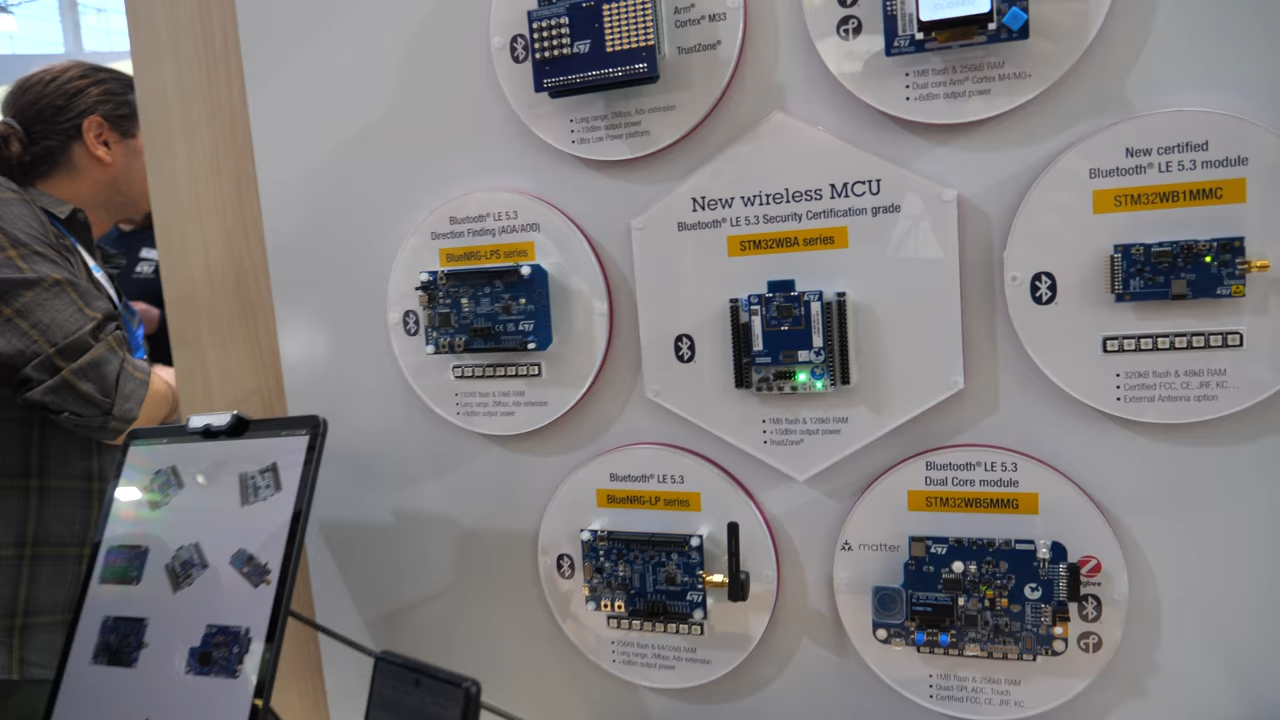 Arm®
Cortex® M33
TrustZone®
• Long range, 2Mbps, Adv extension
• +10dBm output power
• Ultra Low Power platform
CLOSED
• 1MB flash & 256kB RAM
• Dual core Arm® Cortex M4/M0+
• +6dBm output power
Bluetooth® LE 5.3
Direction Finding (AOA/AOD)
BlueNRG-LPS series
• Long range, 2Mbps, Adv extension
• +8dBm output power
New wireless MCU
Bluetooth® LE 5.3 Security Certification grade
STM32WBA series
• 1MB flash & 128kB RAM
• +10dBm output power
• TrustZone®
New certified
Bluetooth® LE 5.3 module
STM32WB1MMC
• 320kB flash & 48kB RAM
• Certified FCC, CE, JRF, KC…
• External Antenna option
Bluetooth® LE 5.3
BlueNRG-LP series
• 256kB flash & 64/32kB RAM
• Long range, 2Mbps, Adv extension
• +8dBm output power
Bluetooth® LE 5.3
Dual Core module
STM32WB5MMG
matter
zigbee
• 1MB flash & 256kB RAM
• Quad-SPI, ADC, Touch
• Certified FCC, CE, JRF, KC…